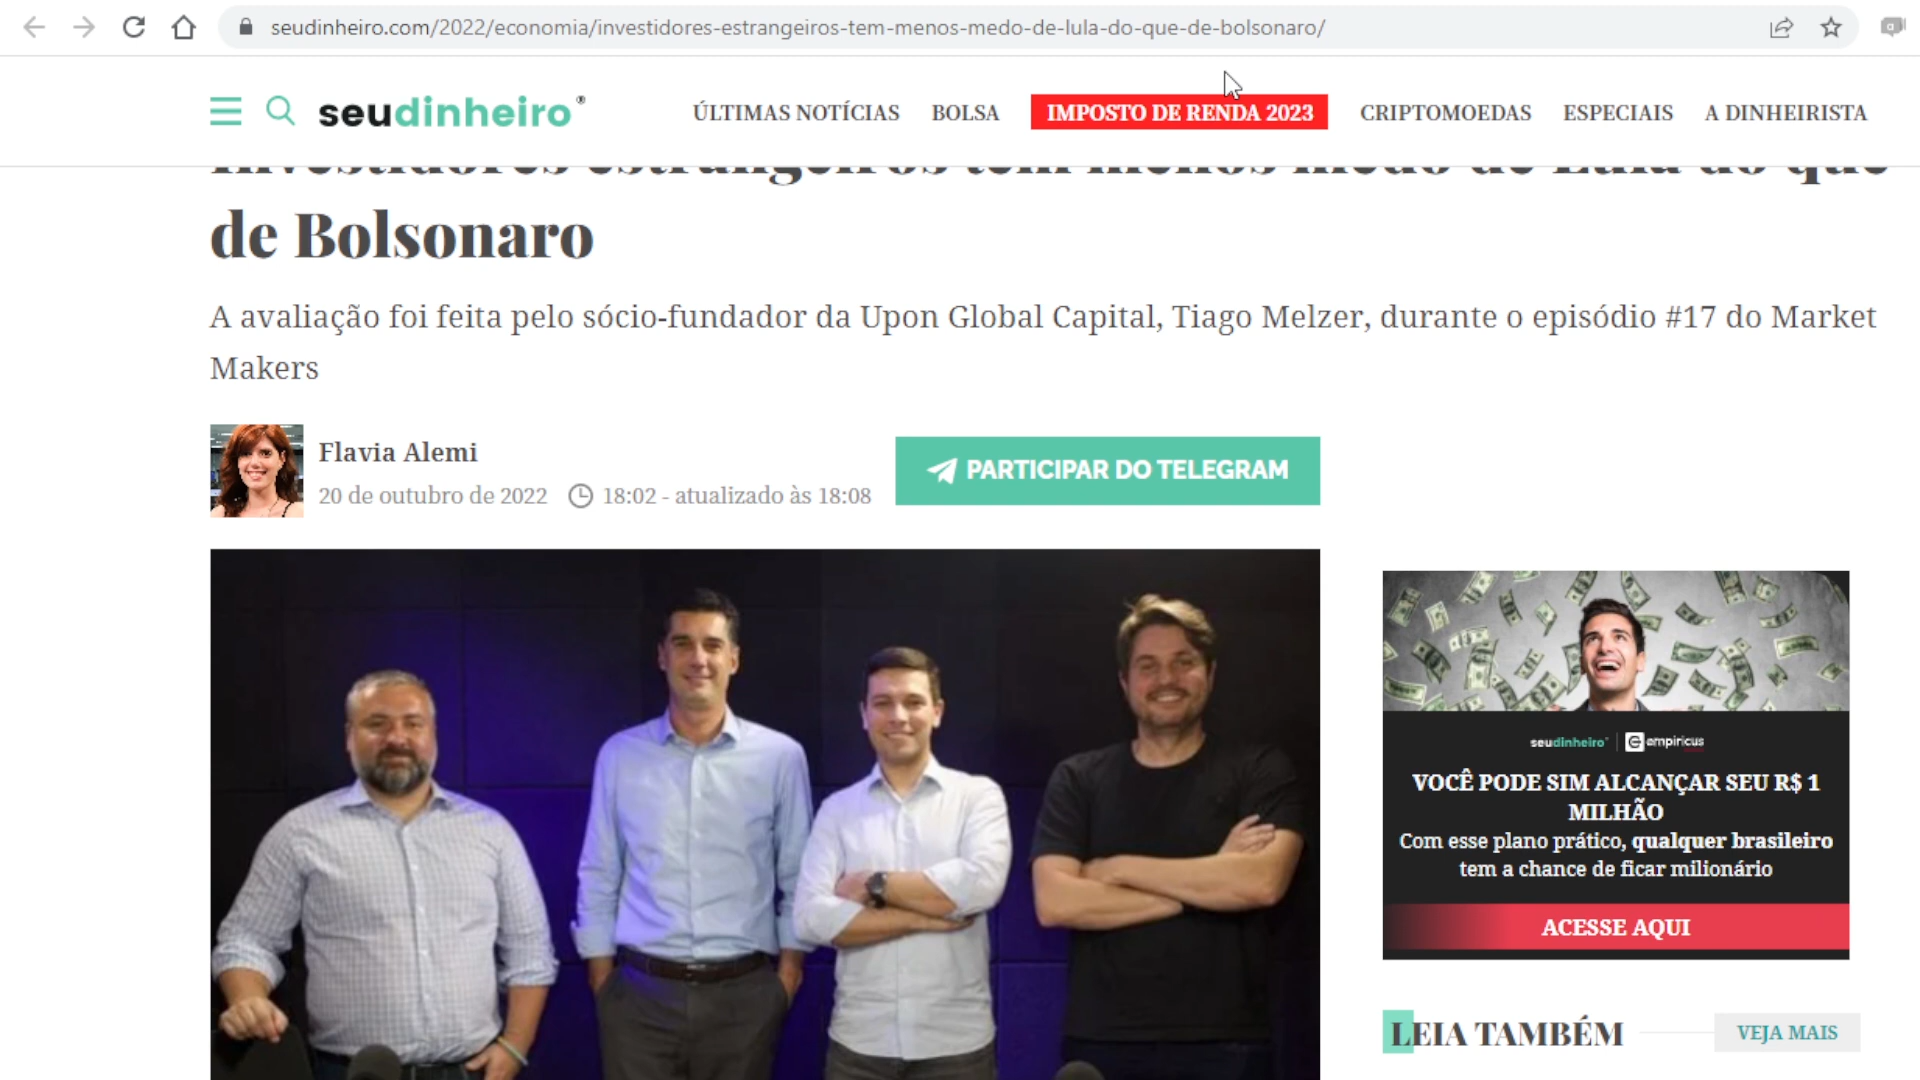 seudinheiro.com/2022/economia/investidores-estrangeiros-tem-menos-medo-de-lula-do-que-de-bolsonaro/
seudinheiro®
ÚLTIMAS NOTÍCIAS
BOLSA
IMPOSTO DE RENDA 2023
CRIPTOMOEDAS
ESPECIAIS
A DINHEIRISTA
Investidores estrangeiros tem menos medo de Lula do que
de Bolsonaro
A avaliação foi feita pelo sócio-fundador da Upon Global Capital, Tiago Melzer, durante o episódio #17 do Market
Makers
Flavia Alemi
20 de outubro de 2022 18:02 - atualizado às 18:08
PARTICIPAR DO TELEGRAM
seudinheiro | empiricus
VOCÊ PODE SIM ALCANÇAR SEU R$ 1
MILHÃO
Com esse plano prático, qualquer brasileiro
tem a chance de ficar milionário
ACESSE AQUI
LEIA TAMBÉM
VEJA MAIS